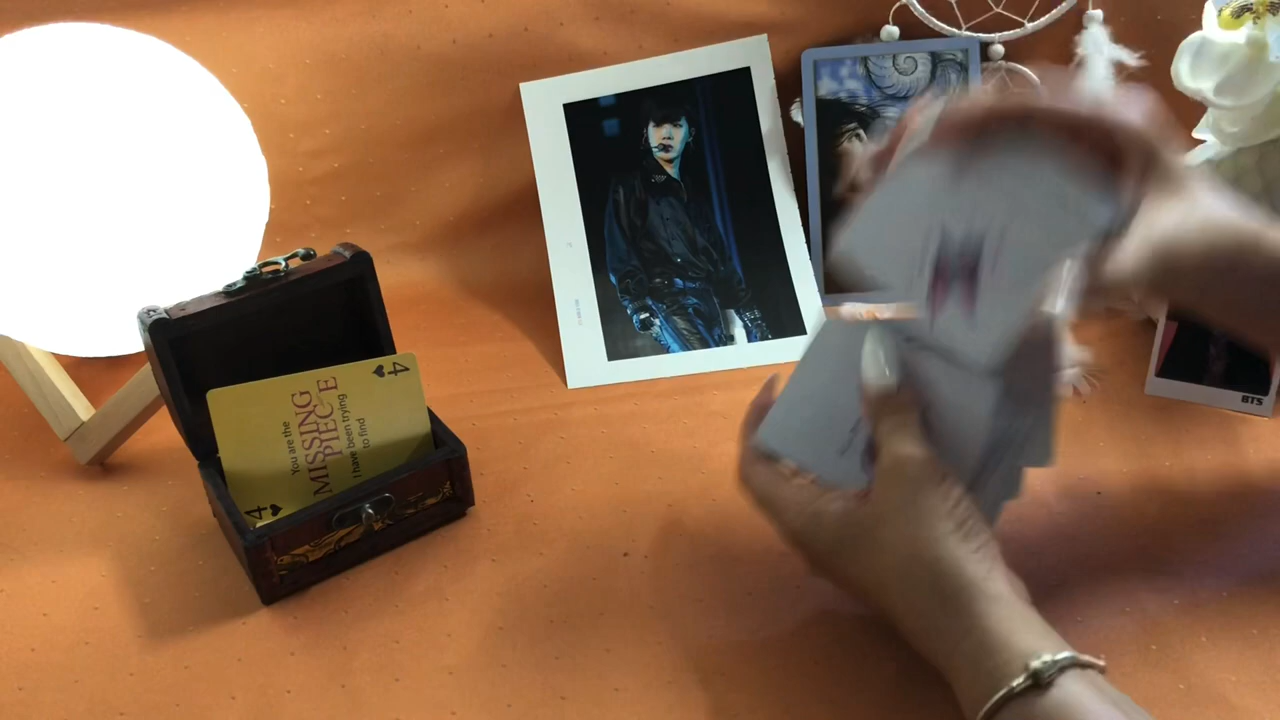 4
You are the
MISSING
PIECE
I have been trying
to find
4
BTS